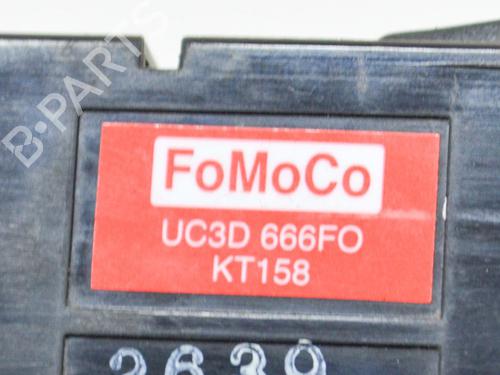 B-PARTS
FoMoCo
UC3D 666FO
KT158
2639